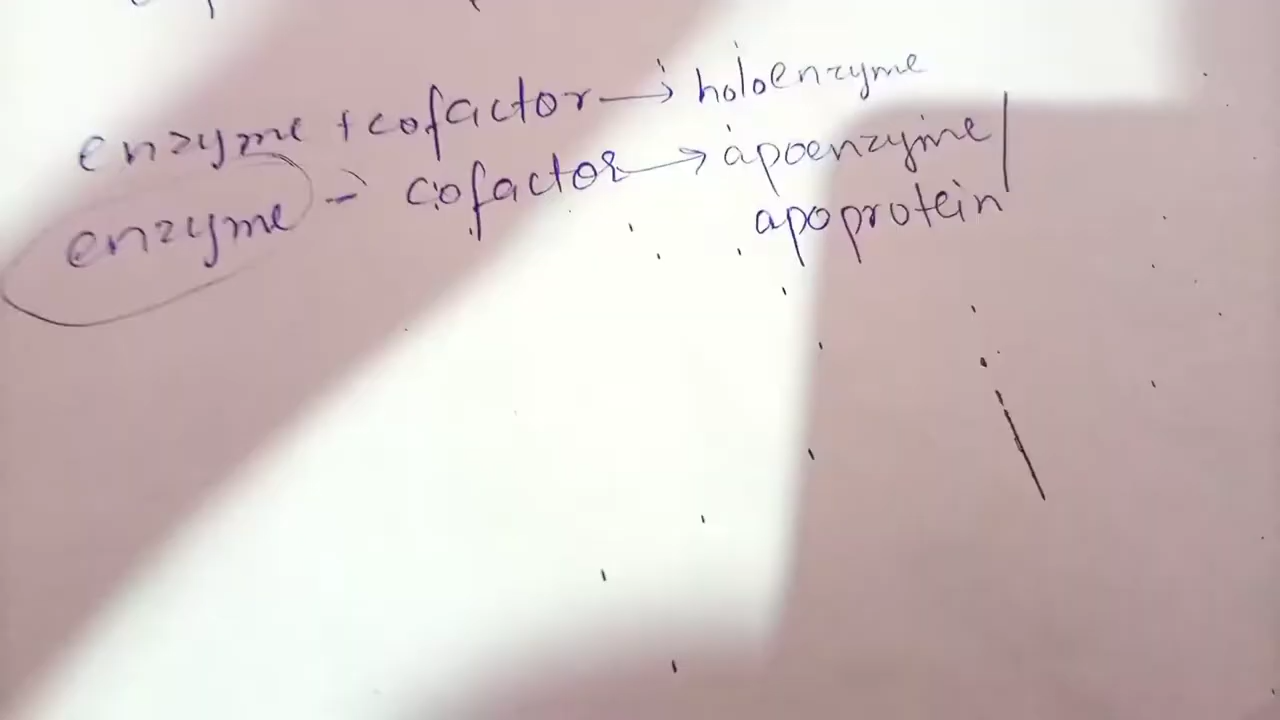 enzyme + cofactor → holoenzyme
enzyme - cofactor → apoenzyme/
apoprotein